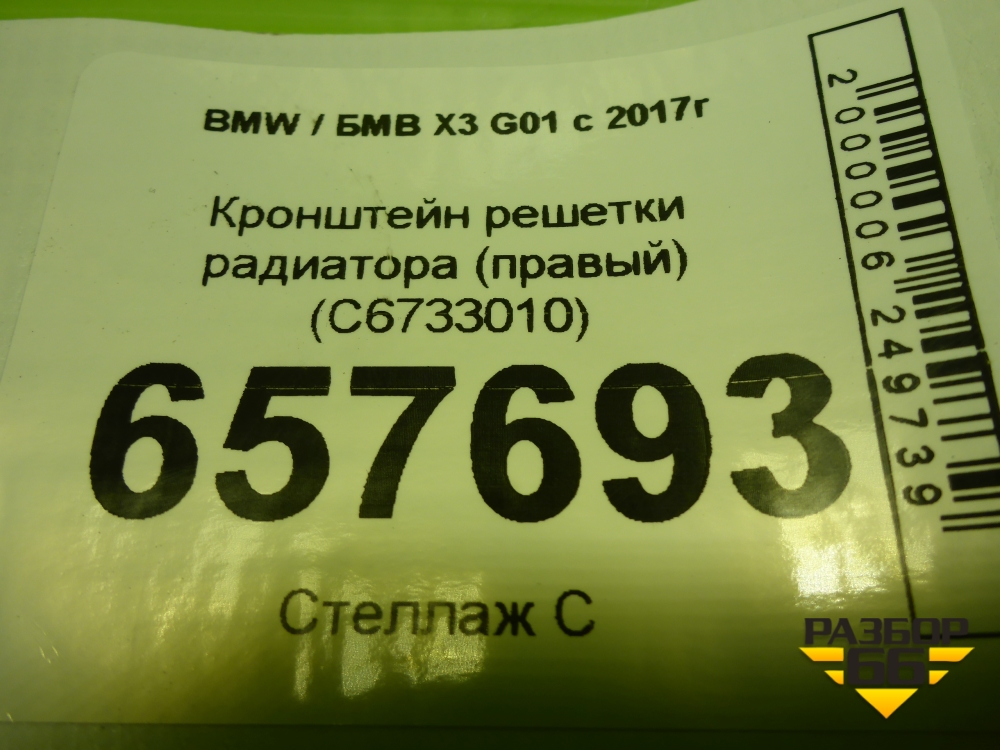 BMW / БМВ X3 G01 с 2017г
Кронштейн решетки
радиатора (правый)
(C6733010)
657693
Стеллаж С
2000006249739
РАЗБОР
66